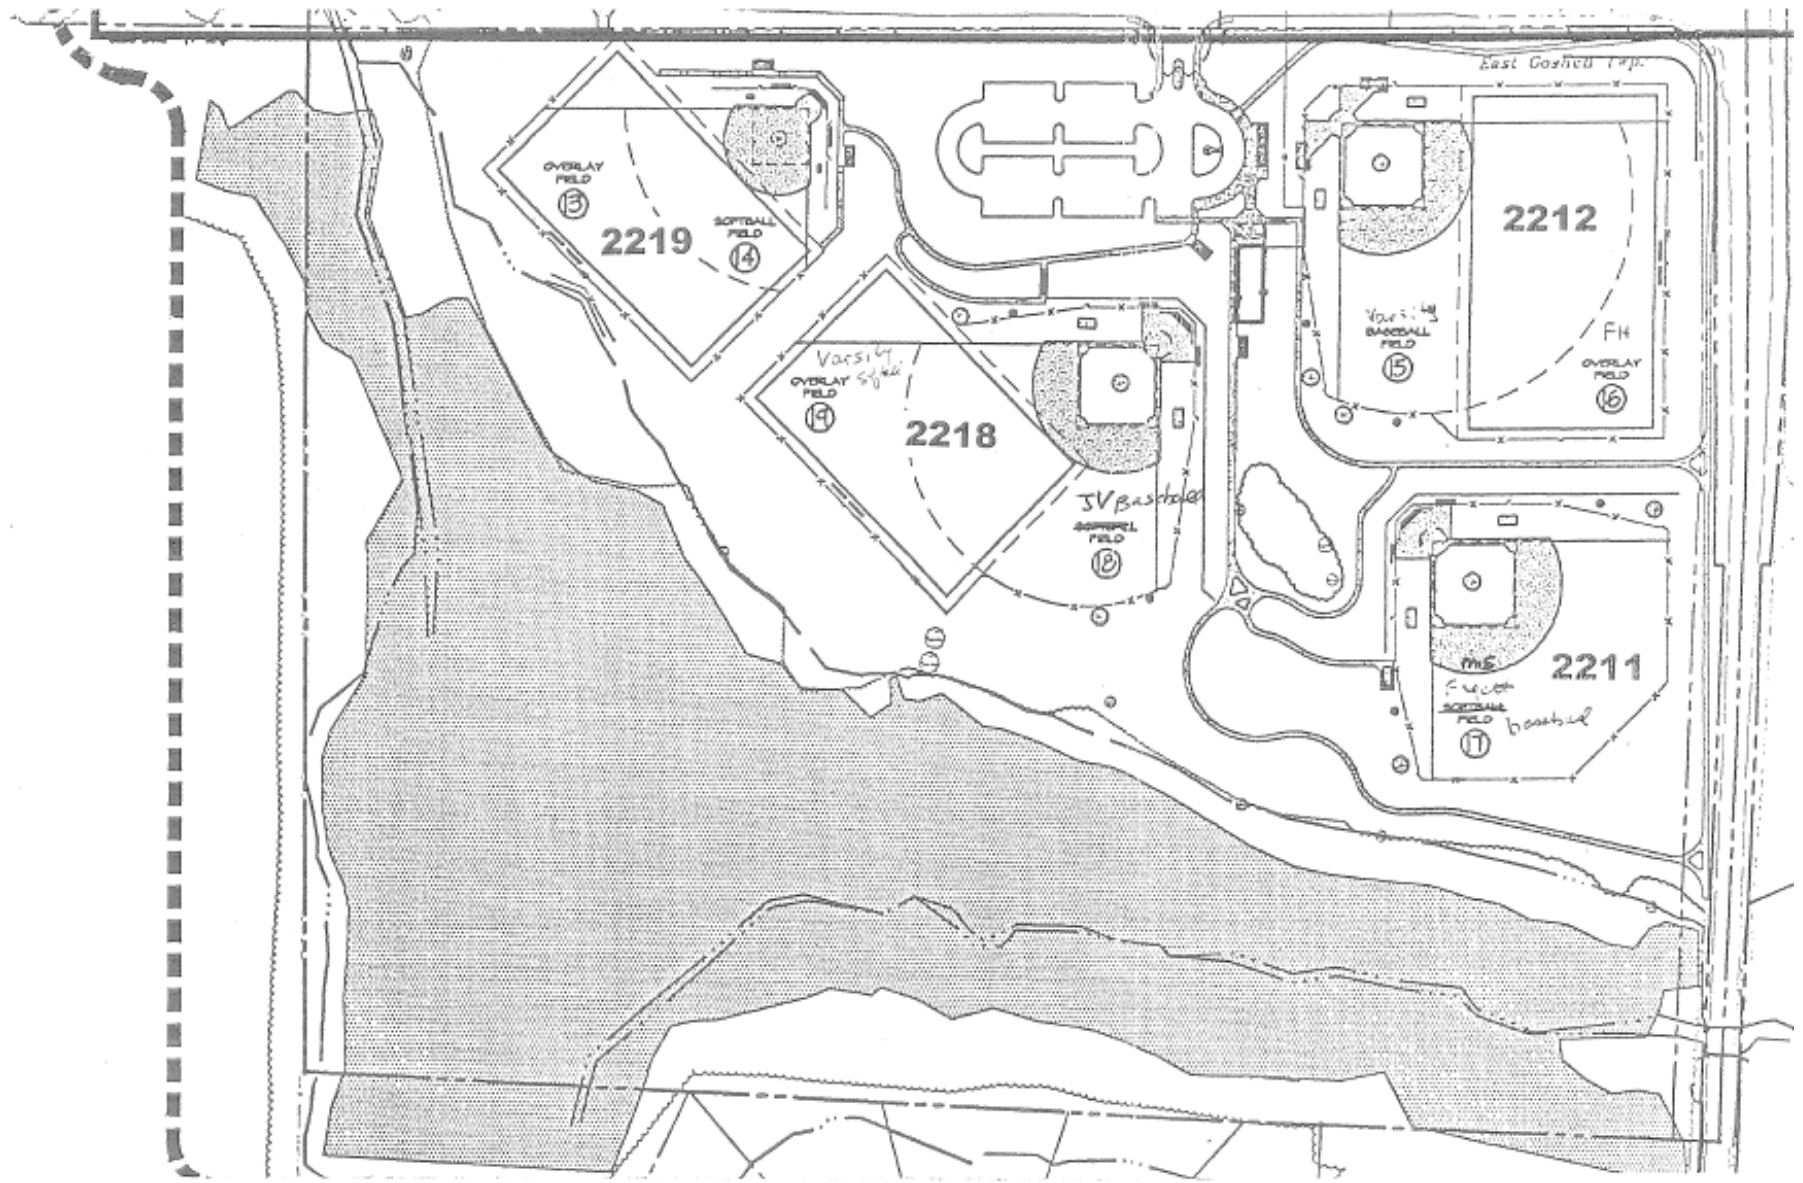 East Goshen Twp.
OVERLAY
FIELD
13
2219
SOFTBALL
FIELD
14
2212
Varsity
BASEBALL
FIELD
15
FH
OVERLAY
FIELD
16
Varsity
OVERLAY
FIELD
19
2218
JV Baseball
SOFTBALL
FIELD
18
2211
MS
SOFTBALL
FIELD
baseball
17